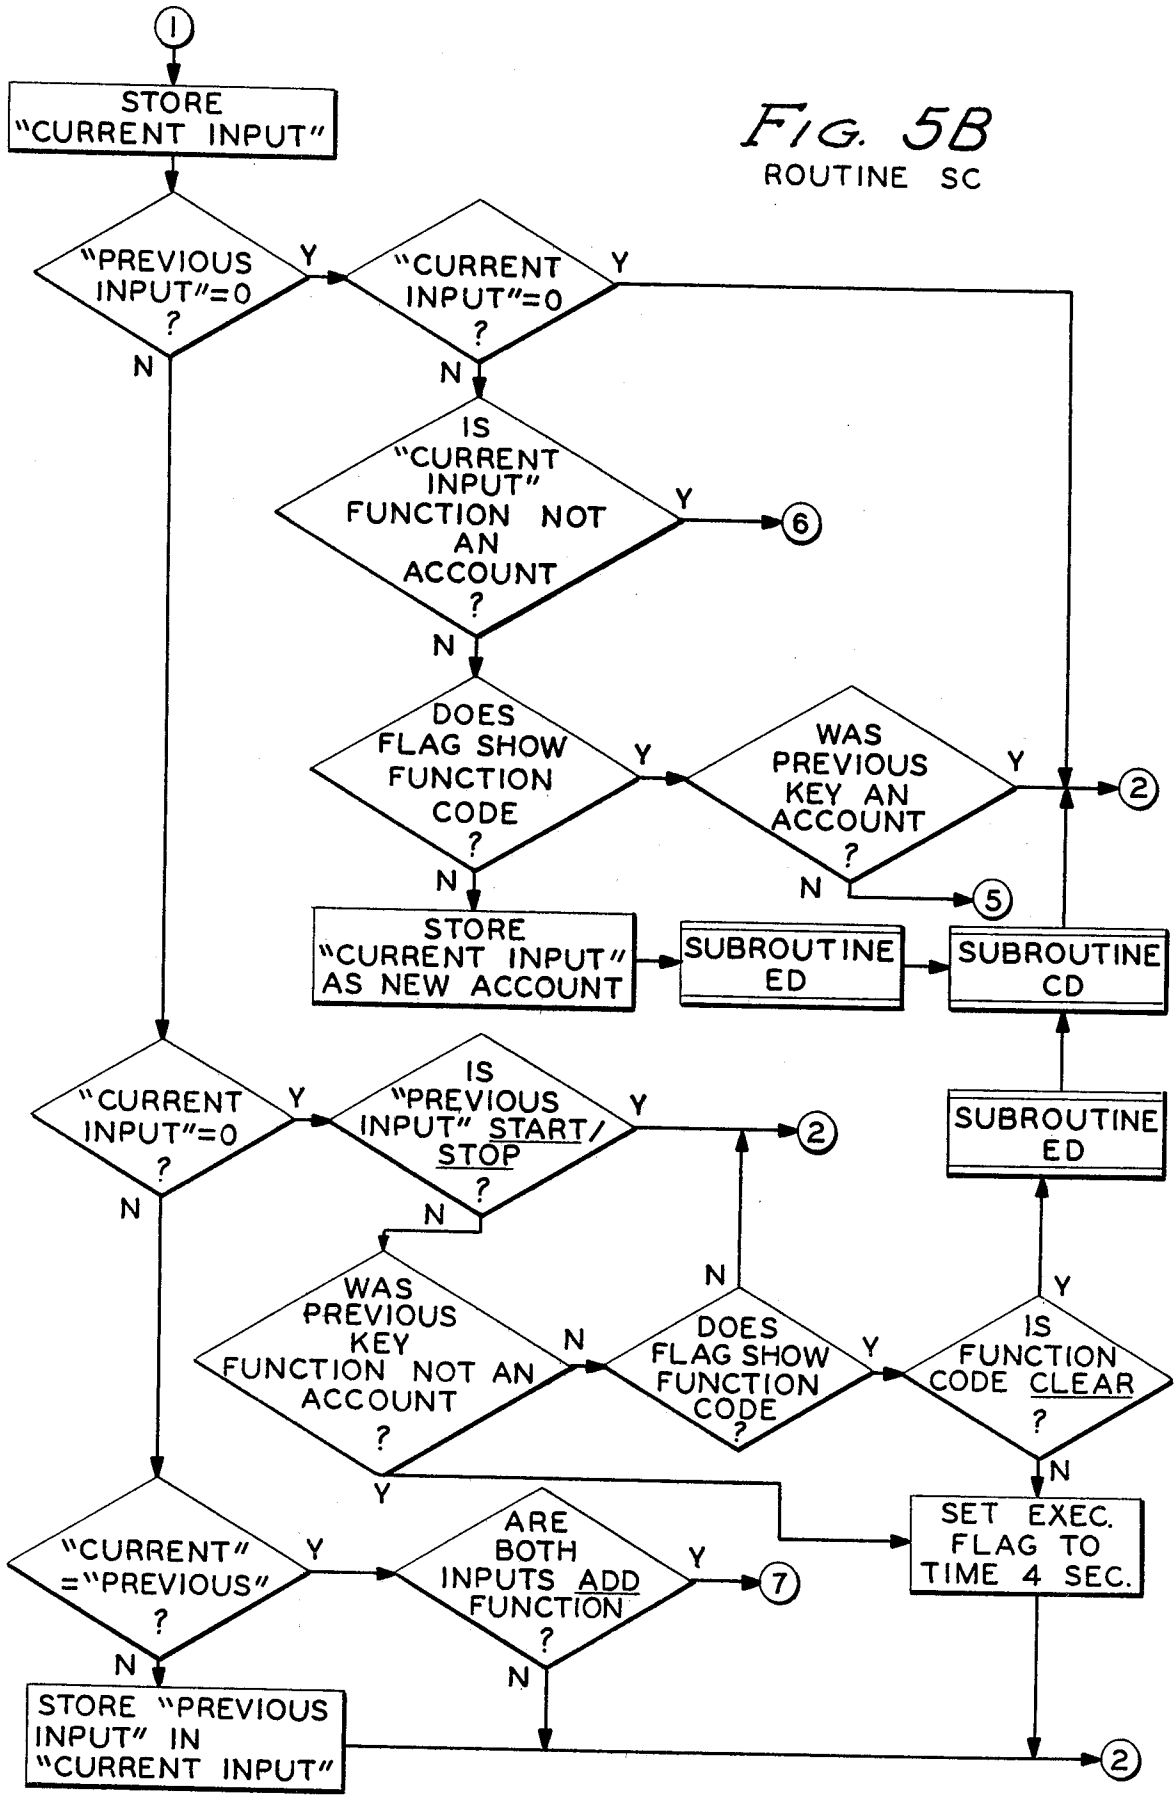 1
STORE
"CURRENT INPUT"
FIG. 5B
ROUTINE SC
"PREVIOUS
INPUT"=0
?
Y
N
"CURRENT
INPUT"=0
?
Y
N
IS
"CURRENT
INPUT"
FUNCTION NOT
AN
ACCOUNT
?
Y
6
N
DOES
FLAG SHOW
FUNCTION
CODE
?
Y
N
WAS
PREVIOUS
KEY AN
ACCOUNT
?
Y
2
N
5
STORE
"CURRENT INPUT"
AS NEW ACCOUNT
SUBROUTINE
ED
SUBROUTINE
CD
"CURRENT
INPUT"=0
?
Y
N
IS
"PREVIOUS
INPUT" START/
STOP
?
Y
2
N
SUBROUTINE
ED
WAS
PREVIOUS
KEY
FUNCTION NOT AN
ACCOUNT
?
N
Y
DOES
FLAG SHOW
FUNCTION
CODE
?
N
Y
IS
FUNCTION
CODE CLEAR
?
Y
N
SET EXEC.
FLAG TO
TIME 4 SEC.
"CURRENT"
="PREVIOUS"
?
Y
N
ARE
BOTH
INPUTS ADD
FUNCTION
?
Y
7
N
STORE "PREVIOUS
INPUT" IN
"CURRENT INPUT"
2